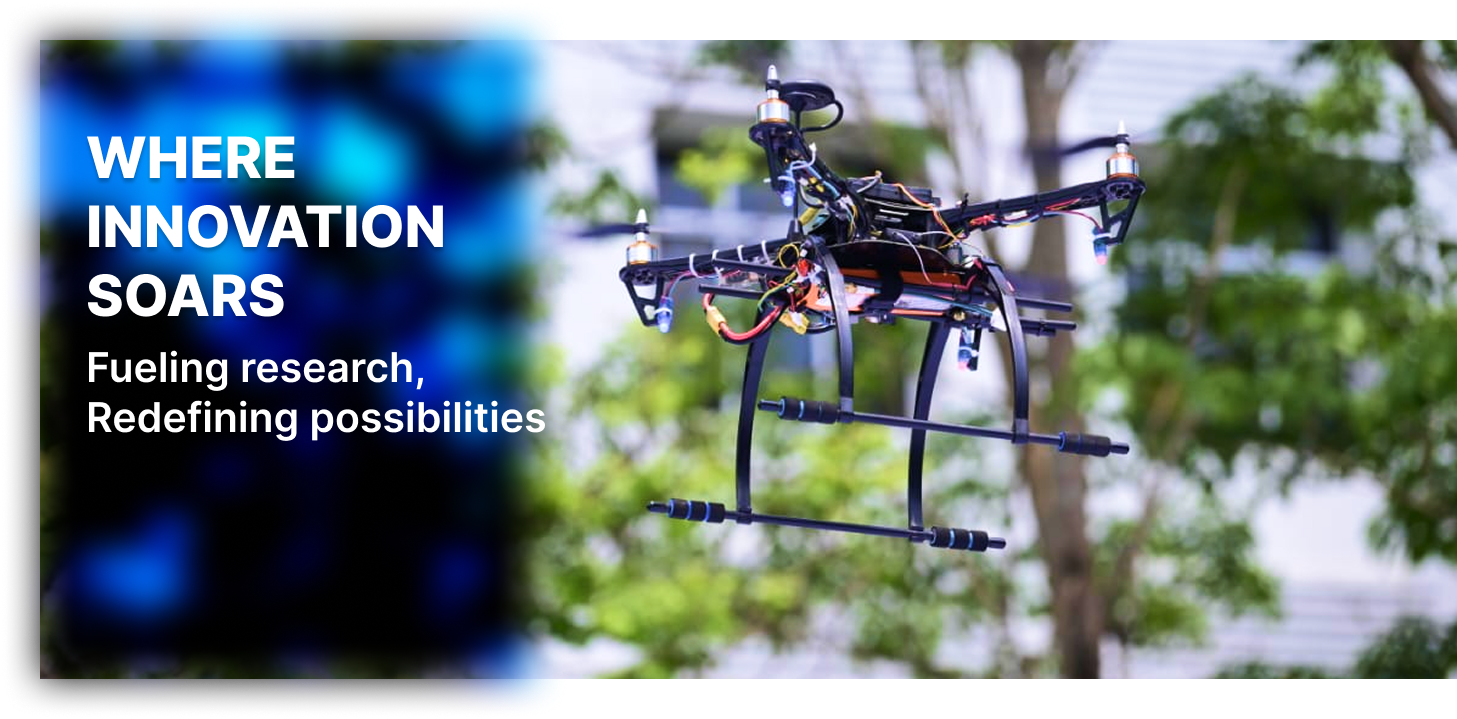 WHERE
INNOVATION
SOARS
Fueling research,
Redefining possibilities